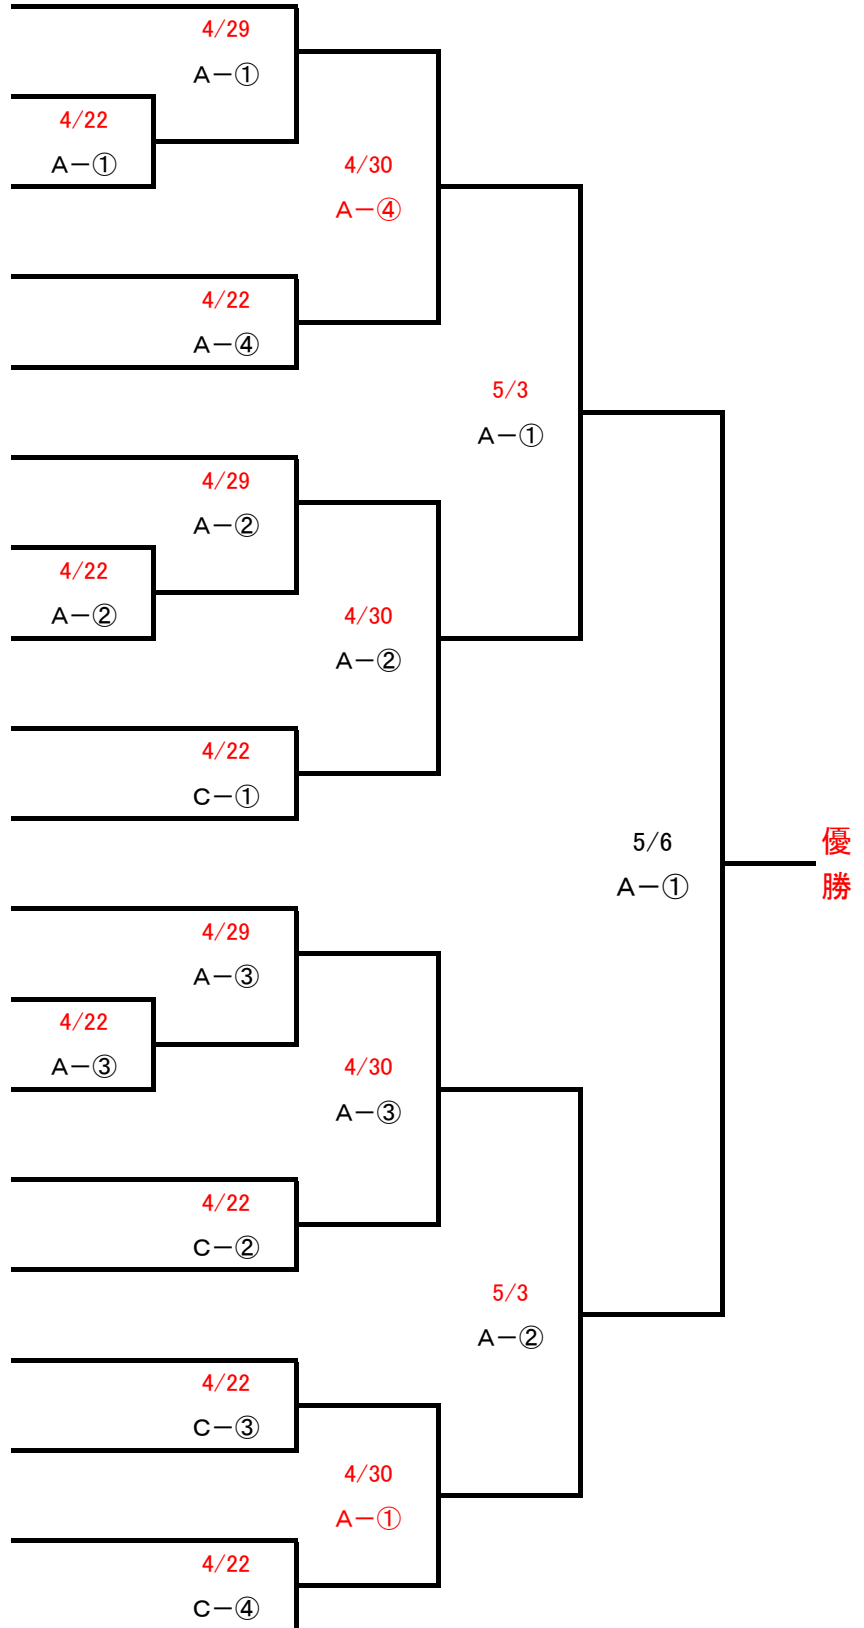 4/29
A－①
4/22
A－①
4/30
A－④
4/22
A－④
5/3
A－①
4/29
A－②
4/22
A－②
4/30
A－②
4/22
C－①
5/6
A－①
優
勝
4/29
A－③
4/22
A－③
4/30
A－③
4/22
C－②
5/3
A－②
4/22
C－③
4/30
A－①
4/22
C－④